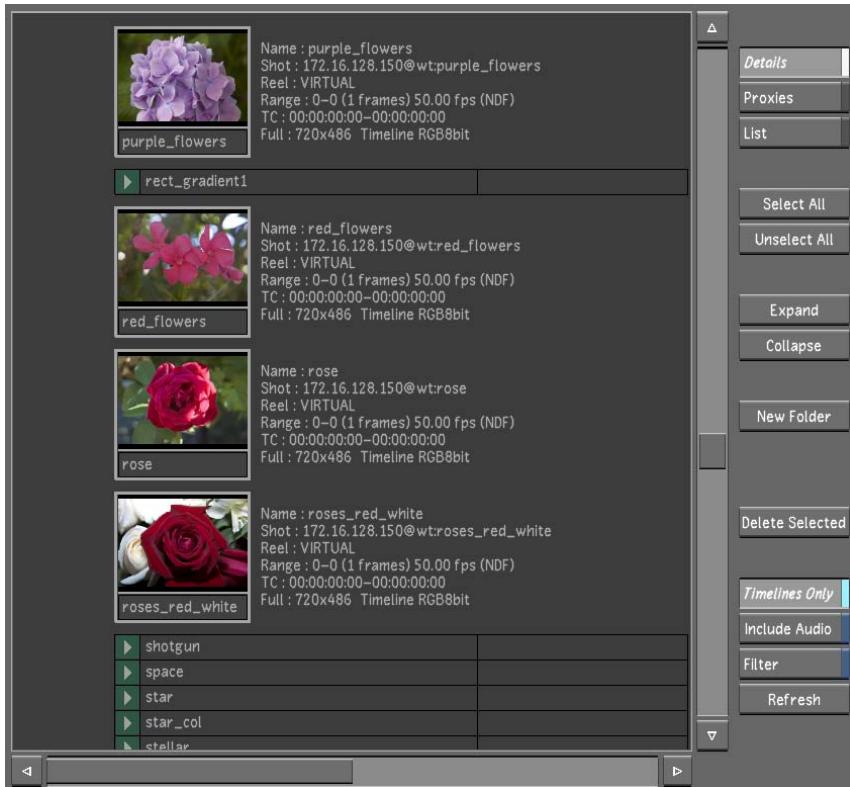 Name : purple_flowers
Shot : 172.16.128.150@wt:purple_flowers
Reel : VIRTUAL
Range : 0-0 (1 frames) 50.00 fps (NDF)
TC : 00:00:00:00-00:00:00:00
Full : 720x486 Timeline RGB8bit
purple_flowers
rect_gradient1
Name : red_flowers
Shot : 172.16.128.150@wt:red_flowers
Reel : VIRTUAL
Range : 0-0 (1 frames) 50.00 fps (NDF)
TC : 00:00:00:00-00:00:00:00
Full : 720x486 Timeline RGB8bit
red_flowers
Name : rose
Shot : 172.16.128.150@wt:rose
Reel : VIRTUAL
Range : 0-0 (1 frames) 50.00 fps (NDF)
TC : 00:00:00:00-00:00:00:00
Full : 720x486 Timeline RGB8bit
rose
Name : roses_red_white
Shot : 172.16.128.150@wt:roses_red_white
Reel : VIRTUAL
Range : 0-0 (1 frames) 50.00 fps (NDF)
TC : 00:00:00:00-00:00:00:00
Full : 720x486 Timeline RGB8bit
roses_red_white
shotgun
space
star
star_col
stellar
Details
Proxies
List
Select All
Unselect All
Expand
Collapse
New Folder
Delete Selected
Timelines Only
Include Audio
Filter
Refresh